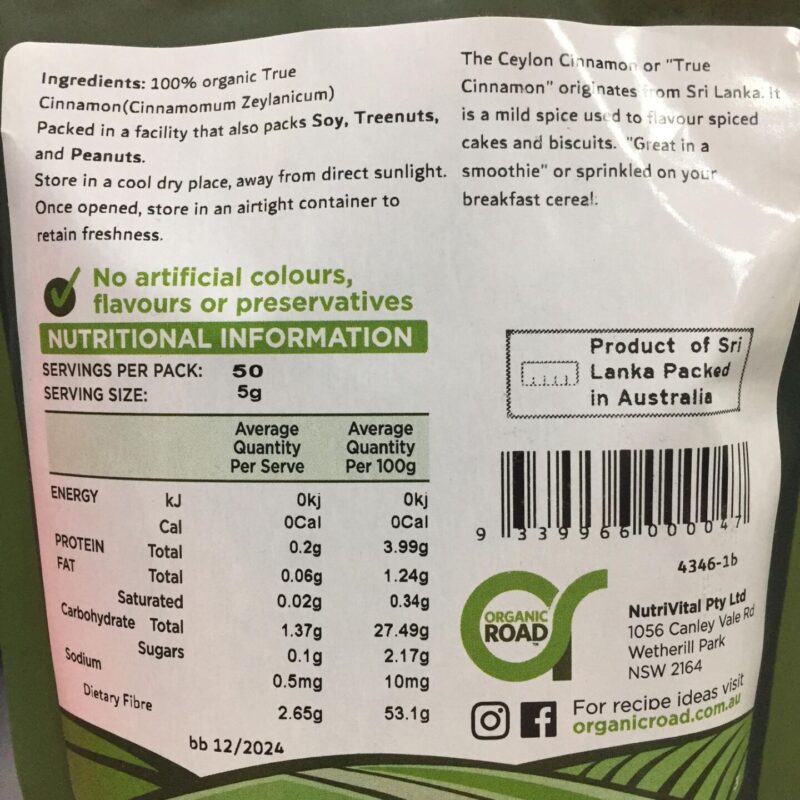 Ingredients: 100% organic True
Cinnamon(Cinnamomum Zeylanicum)
Packed in a facility that also packs Soy, Treenuts,
and Peanuts.
Store in a cool dry place, away from direct sunlight.
Once opened, store in an airtight container to
retain freshness.
The Ceylon Cinnamon or "True
Cinnamon" originates from Sri Lanka. It
is a mild spice used to flavour spiced
cakes and biscuits. "Great in a
smoothie" or sprinkled on your
breakfast cereal.
No artificial colours,
flavours or preservatives
NUTRITIONAL INFORMATION
SERVINGS PER PACK: 50
SERVING SIZE: 5g
Average Quantity Per Serve Average Quantity Per 100g
ENERGY kJ 0kj 0kj
Cal 0Cal 0Cal
PROTEIN Total 0.2g 3.99g
FAT Total 0.06g 1.24g
Saturated 0.02g 0.34g
Carbohydrate Total 1.37g 27.49g
Sugars 0.1g 2.17g
Sodium 0.5mg 10mg
Dietary Fibre 2.65g 53.1g
bb 12/2024
Product of Sri
Lanka Packed
in Australia
9 339966 000047
4346-1b
ORGANIC
ROAD
TM
NutriVital Pty Ltd
1056 Canley Vale Rd
Wetherill Park
NSW 2164
For recipe ideas visit
organicroad.com.au